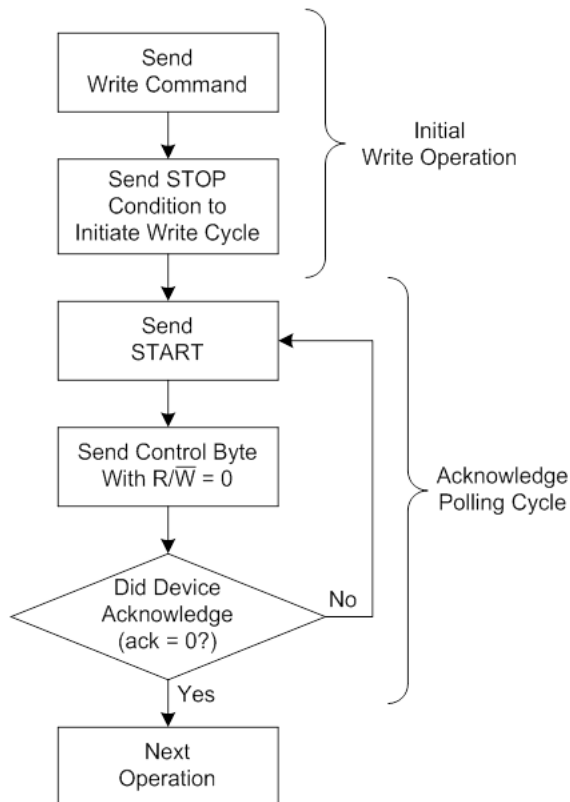 Send
Write Command
Initial
Write Operation
Send STOP
Condition to
Initiate Write Cycle
Send
START
Send Control Byte
With R/W̅ = 0
Acknowledge
Polling Cycle
Did Device
Acknowledge
(ack = 0?)
No
Yes
Next
Operation